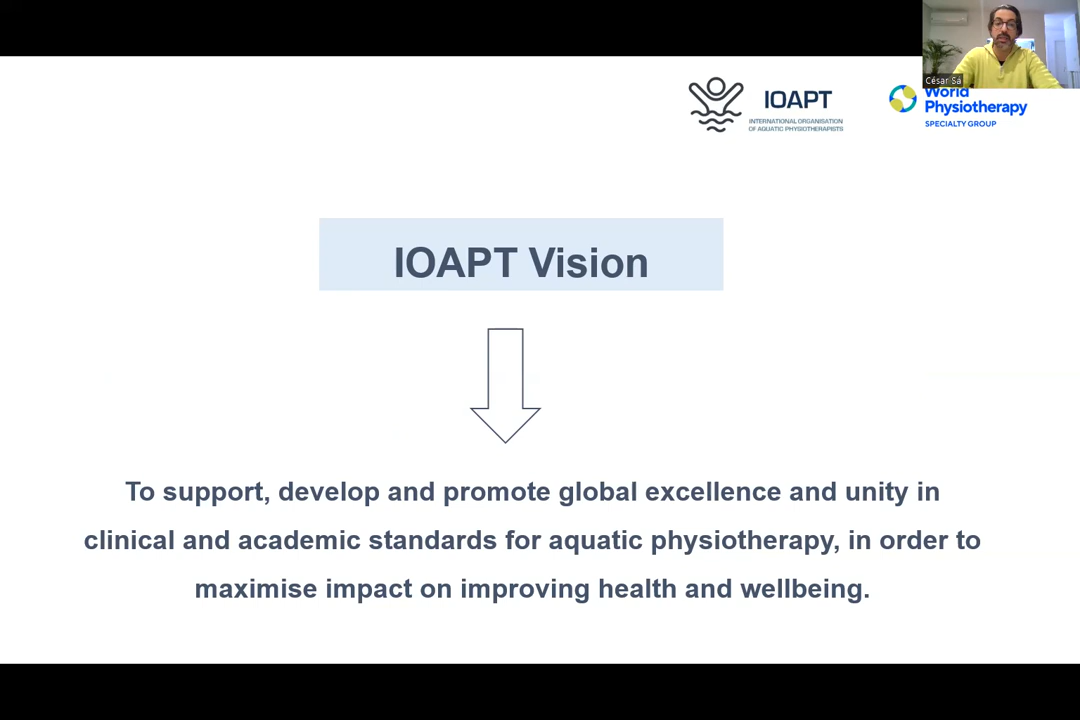 César Sá
IOAPT
INTERNATIONAL ORGANISATION
OF AQUATIC PHYSIOTHERAPISTS
World
Physiotherapy
SPECIALTY GROUP
IOAPT Vision
To support, develop and promote global excellence and unity in
clinical and academic standards for aquatic physiotherapy, in order to
maximise impact on improving health and wellbeing.